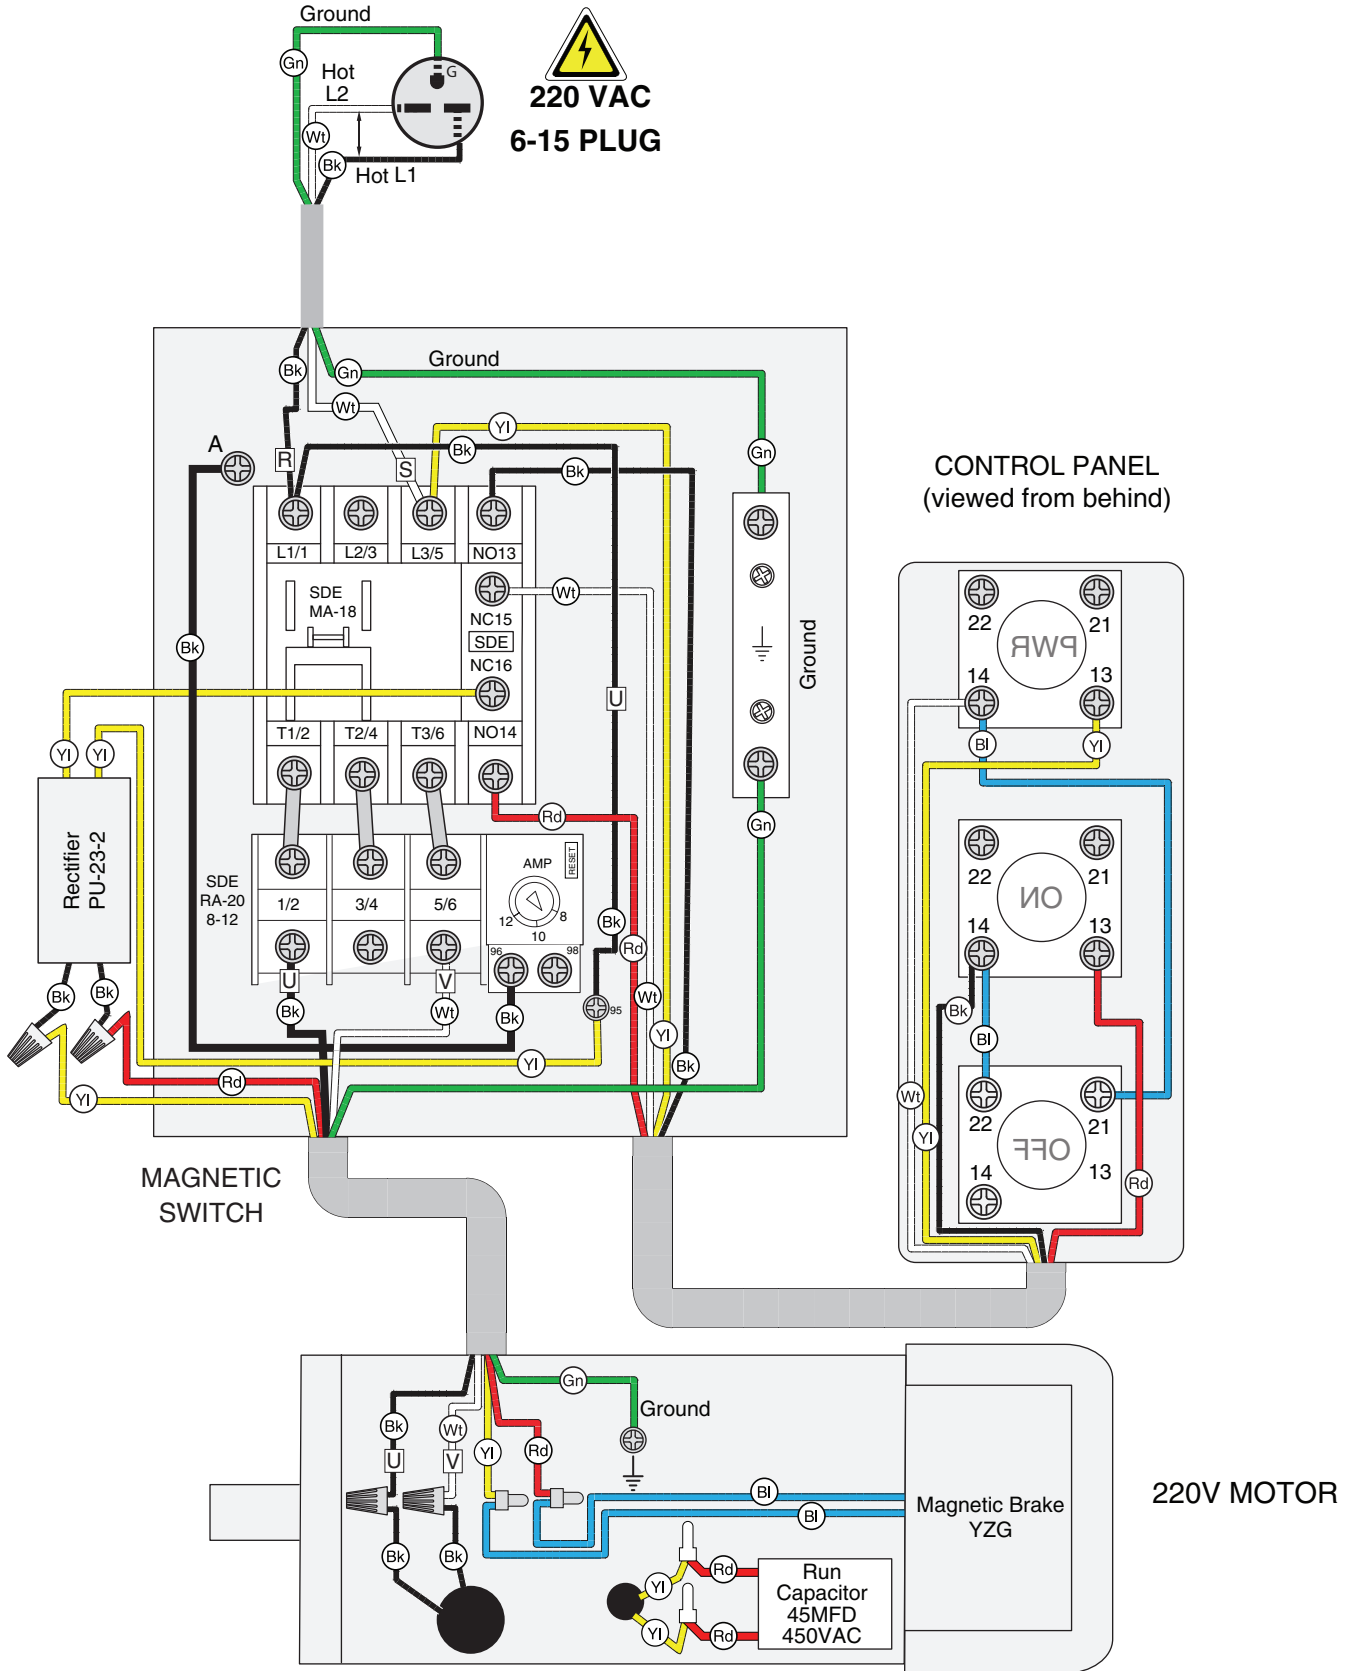 Ground
Gn
Hot
L2
G
Wt
Bk
Hot L1
220 VAC
6-15 PLUG
Bk
Gn
Ground
Wt
Yl
A
R
S
Bk
Bk
Gn
L1/1
L2/3
L3/5
NO13
SDE
MA-18
Wt
NC15
SDE
NC16
Bk
U
Ground
T1/2
T2/4
T3/6
NO14
Yl
Yl
Rd
Gn
Rectifier
PU-23-2
SDE
RA-20
8-12
1/2
3/4
5/6
AMP
RESET
12
8
10
96
98
95
Bk
Rd
U
V
Bk
Wt
Bk
Wt
Yl
Bk
Bk
Bk
Yl
Rd
Yl
MAGNETIC
SWITCH
CONTROL PANEL
(viewed from behind)
22
21
PWR
14
13
Bl
Yl
22
21
ON
14
13
Bk
Bl
Wt
22
21
Yl
OFF
14
13
Rd
Gn
Ground
Bk
Wt
Yl
Rd
U
V
Bl
Bl
Magnetic Brake
YZG
220V MOTOR
Bk
Bk
Yl
Rd
Yl
Rd
Run
Capacitor
45MFD
450VAC